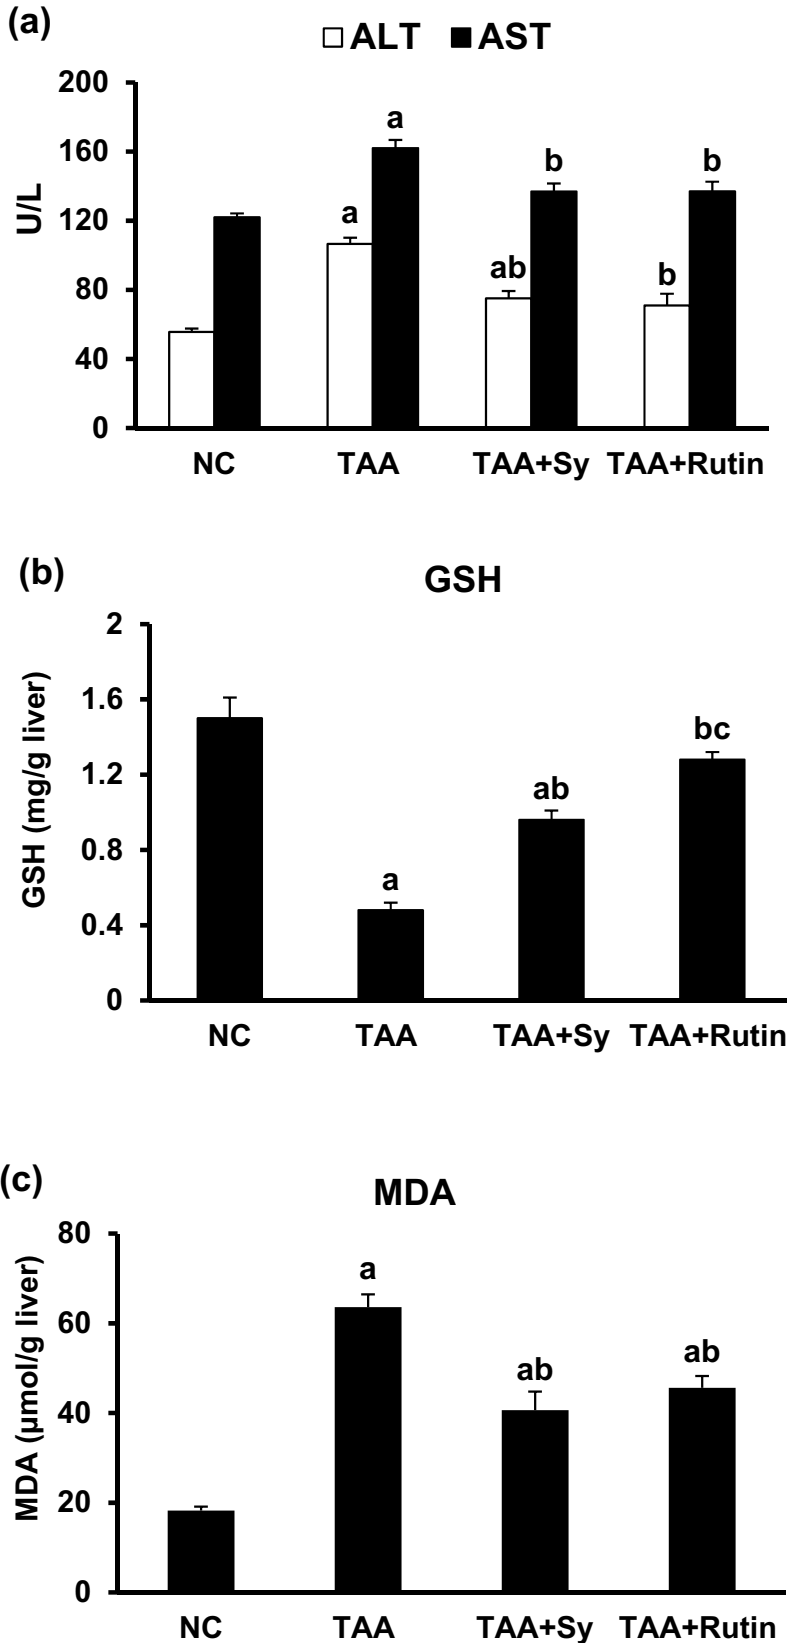 (a)
ALT AST
200
160
120
80
40
0
U/L
a
a
ab
b
b
b
NC TAA TAA+Sy TAA+Rutin
(b)
GSH
2
1.6
1.2
0.8
0.4
0
GSH (mg/g liver)
a
ab
bc
NC TAA TAA+Sy TAA+Rutin
(c)
MDA
80
60
40
20
0
MDA (µmol/g liver)
a
ab
ab
NC TAA TAA+Sy TAA+Rutin